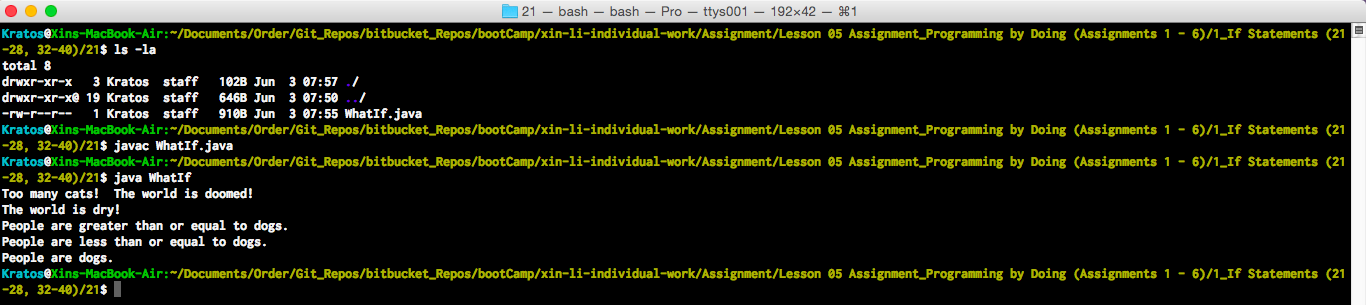 21 — bash — bash — Pro — ttys001 — 192×42 — ⌘1
Kratos@Xins-MacBook-Air:~/Documents/Order/Git_Repos/bitbucket_Repos/bootCamp/xin-li-individual-work/Assignment/Lesson 05 Assignment_Programming by Doing (Assignments 1 - 6)/1_If Statements (21
-28, 32-40)/21$ ls -la
total 8
drwxr-xr-x   3 Kratos  staff   102B Jun  3 07:57 ./
drwxr-xr-x@ 19 Kratos  staff   646B Jun  3 07:50 ../
-rw-r--r--   1 Kratos  staff   910B Jun  3 07:55 WhatIf.java
Kratos@Xins-MacBook-Air:~/Documents/Order/Git_Repos/bitbucket_Repos/bootCamp/xin-li-individual-work/Assignment/Lesson 05 Assignment_Programming by Doing (Assignments 1 - 6)/1_If Statements (21
-28, 32-40)/21$ javac WhatIf.java
Kratos@Xins-MacBook-Air:~/Documents/Order/Git_Repos/bitbucket_Repos/bootCamp/xin-li-individual-work/Assignment/Lesson 05 Assignment_Programming by Doing (Assignments 1 - 6)/1_If Statements (21
-28, 32-40)/21$ java WhatIf
Too many cats!  The world is doomed!
The world is dry!
People are greater than or equal to dogs.
People are less than or equal to dogs.
People are dogs.
Kratos@Xins-MacBook-Air:~/Documents/Order/Git_Repos/bitbucket_Repos/bootCamp/xin-li-individual-work/Assignment/Lesson 05 Assignment_Programming by Doing (Assignments 1 - 6)/1_If Statements (21
-28, 32-40)/21$